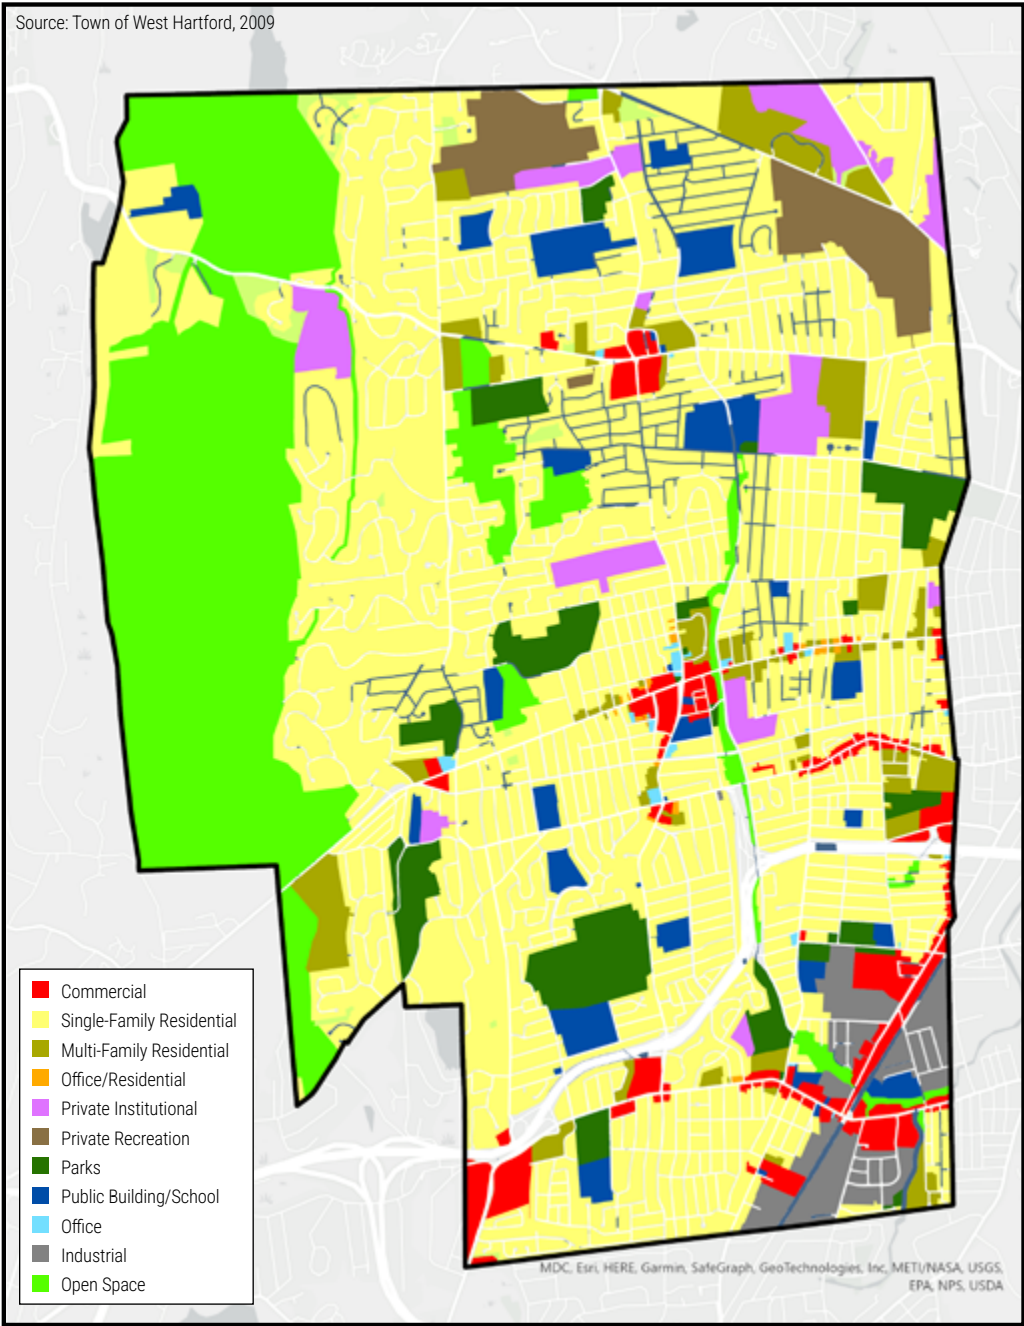 Source: Town of West Hartford, 2009
Commercial
Single-Family Residential
Multi-Family Residential
Office/Residential
Private Institutional
Private Recreation
Parks
Public Building/School
Office
Industrial
Open Space
MDC, Esri, HERE, Garmin, SafeGraph, GeoTechnologies, Inc, METI/NASA, USGS,
EPA, NPS, USDA